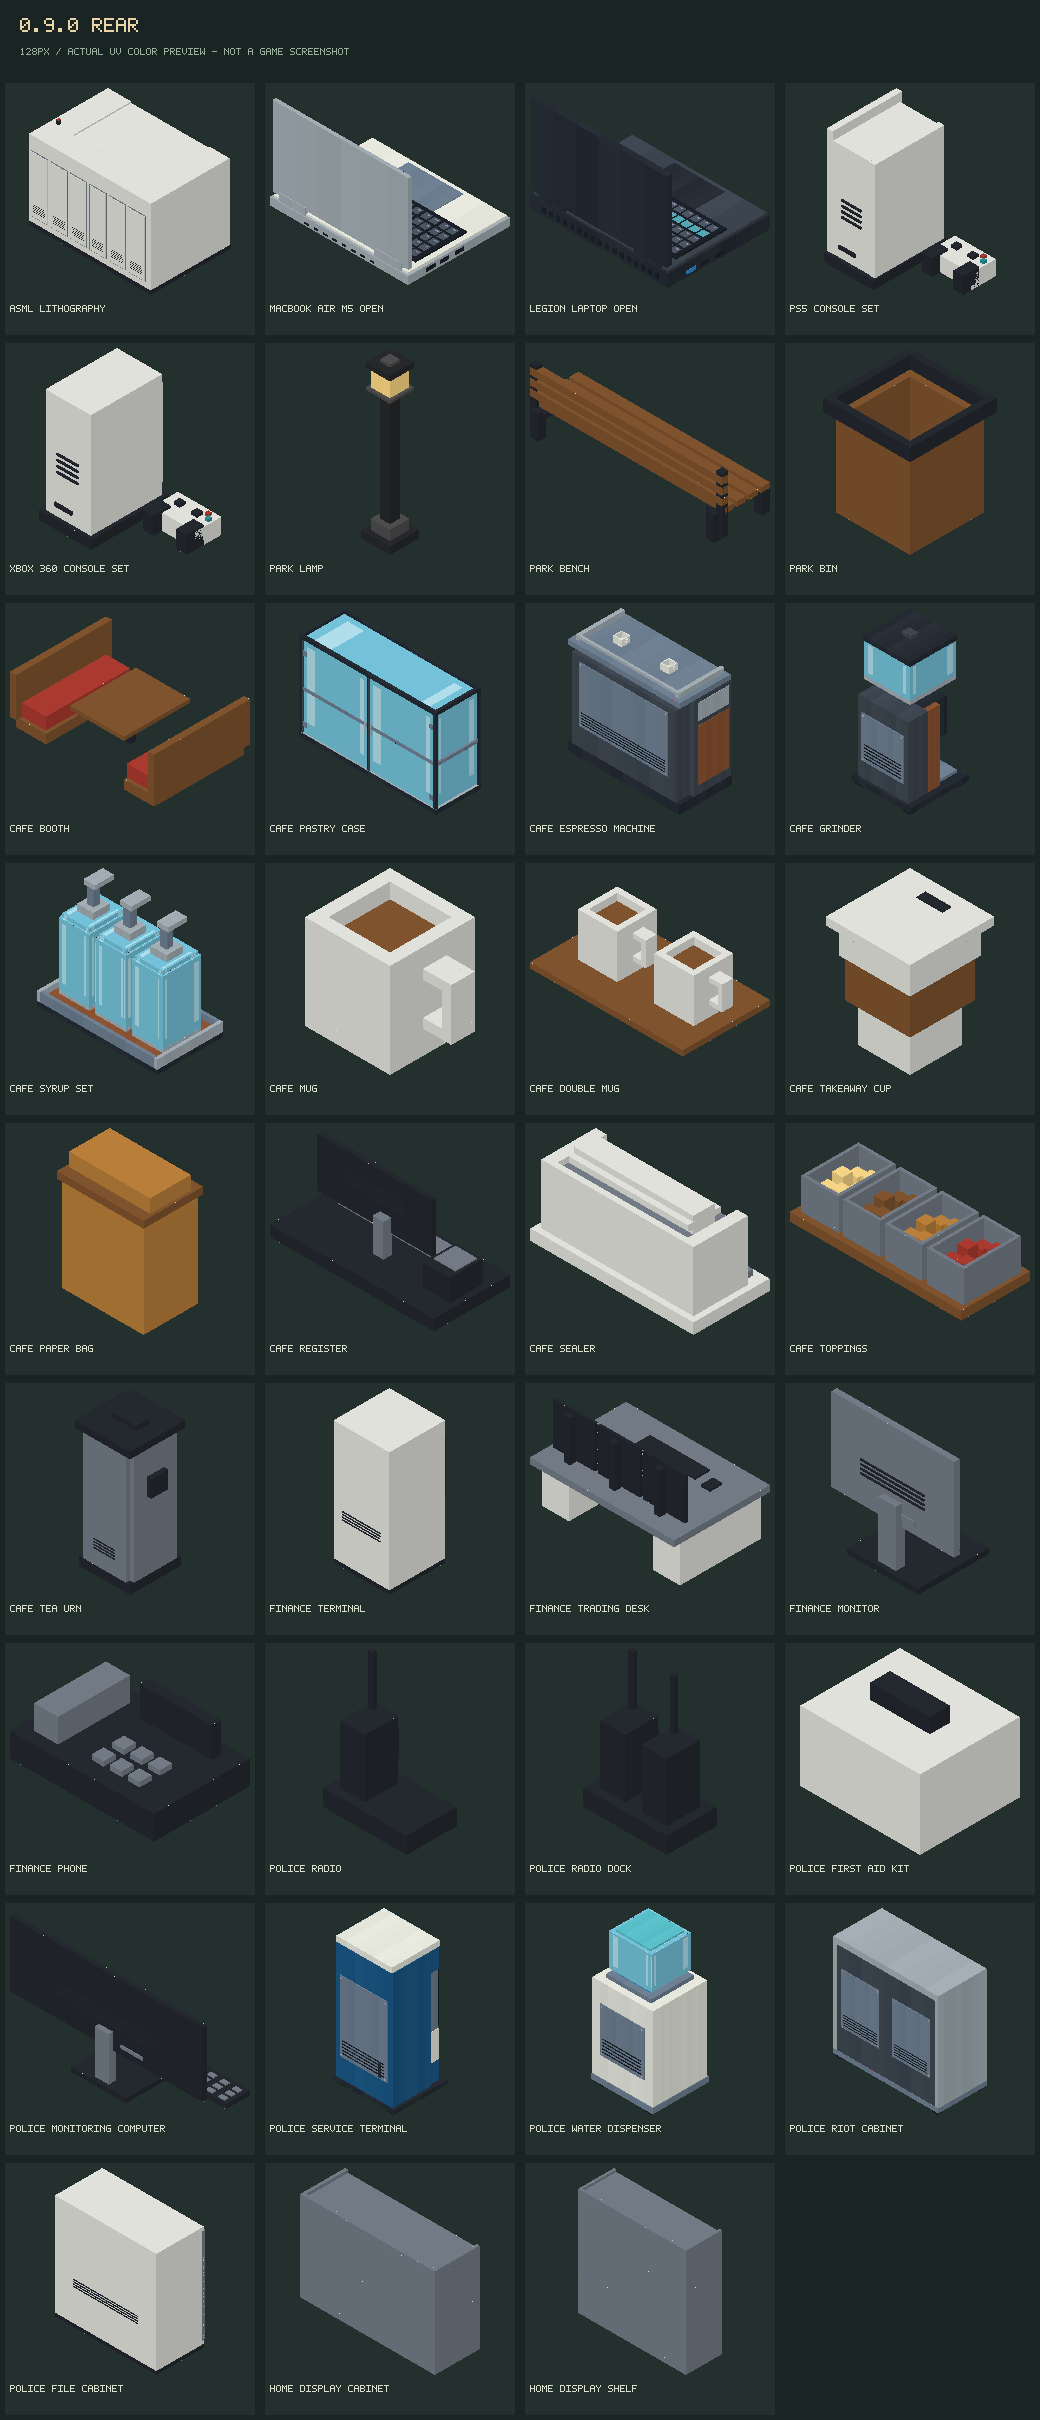 0.9.0 REAR
128PX / ACTUAL UV COLOR PREVIEW — NOT A GAME SCREENSHOT
ASML LITHOGRAPHY
MACBOOK AIR M5 OPEN
LEGION LAPTOP OPEN
PS5 CONSOLE SET
XBOX 360 CONSOLE SET
PARK LAMP
PARK BENCH
PARK BIN
CAFE BOOTH
CAFE PASTRY CASE
CAFE ESPRESSO MACHINE
CAFE GRINDER
CAFE SYRUP SET
CAFE MUG
CAFE DOUBLE MUG
CAFE TAKEAWAY CUP
CAFE PAPER BAG
CAFE REGISTER
CAFE SEALER
CAFE TOPPINGS
CAFE TEA URN
FINANCE TERMINAL
FINANCE TRADING DESK
FINANCE MONITOR
FINANCE PHONE
POLICE RADIO
POLICE RADIO DOCK
POLICE FIRST AID KIT
POLICE MONITORING COMPUTER
POLICE SERVICE TERMINAL
POLICE WATER DISPENSER
POLICE RIOT CABINET
POLICE FILE CABINET
HOME DISPLAY CABINET
HOME DISPLAY SHELF